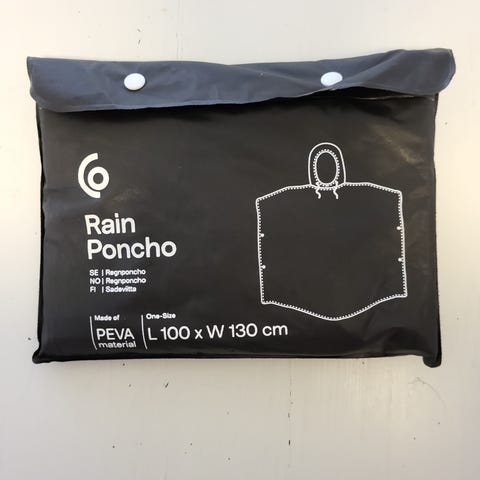 Rain
Poncho
SE | Regnponcho
NO | Regnponcho
FI | Sadeviitta
Made of
PEVA
material
One-Size
L 100 x W 130 cm